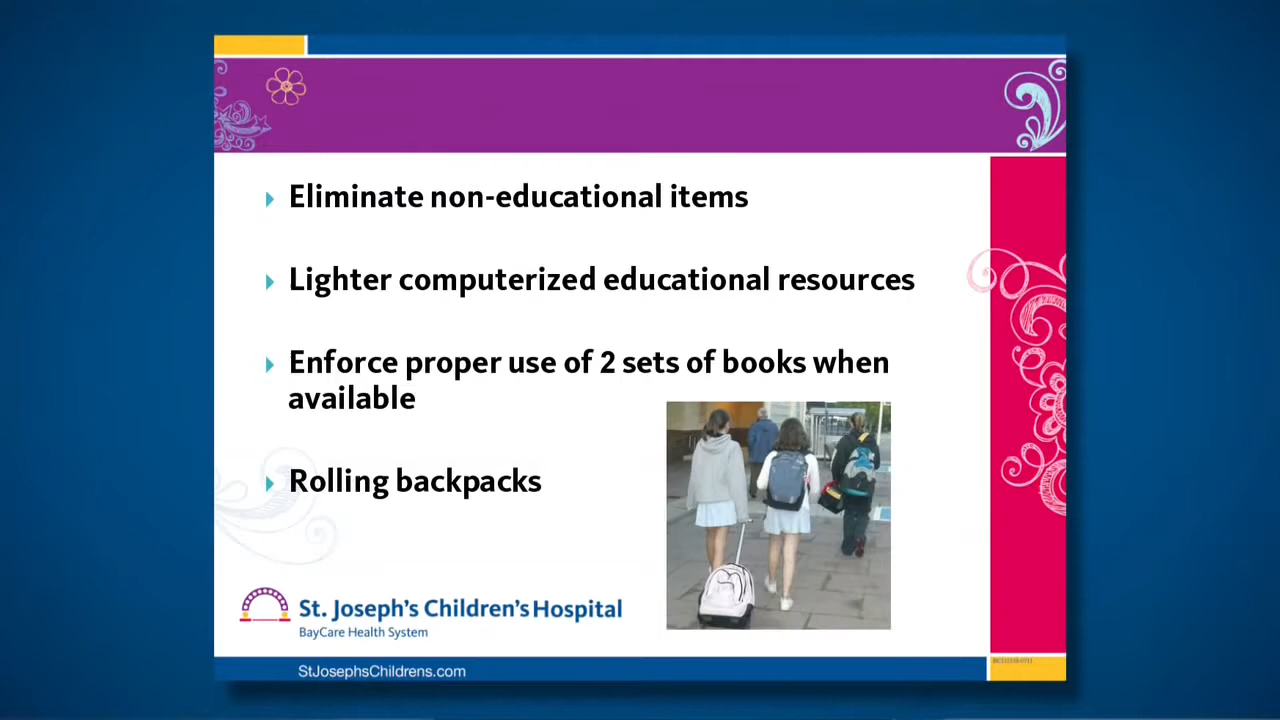 Eliminate non-educational items
Lighter computerized educational resources
Enforce proper use of 2 sets of books when
available
Rolling backpacks
St. Joseph's Children's Hospital
BayCare Health System
StJosephsChildrens.com